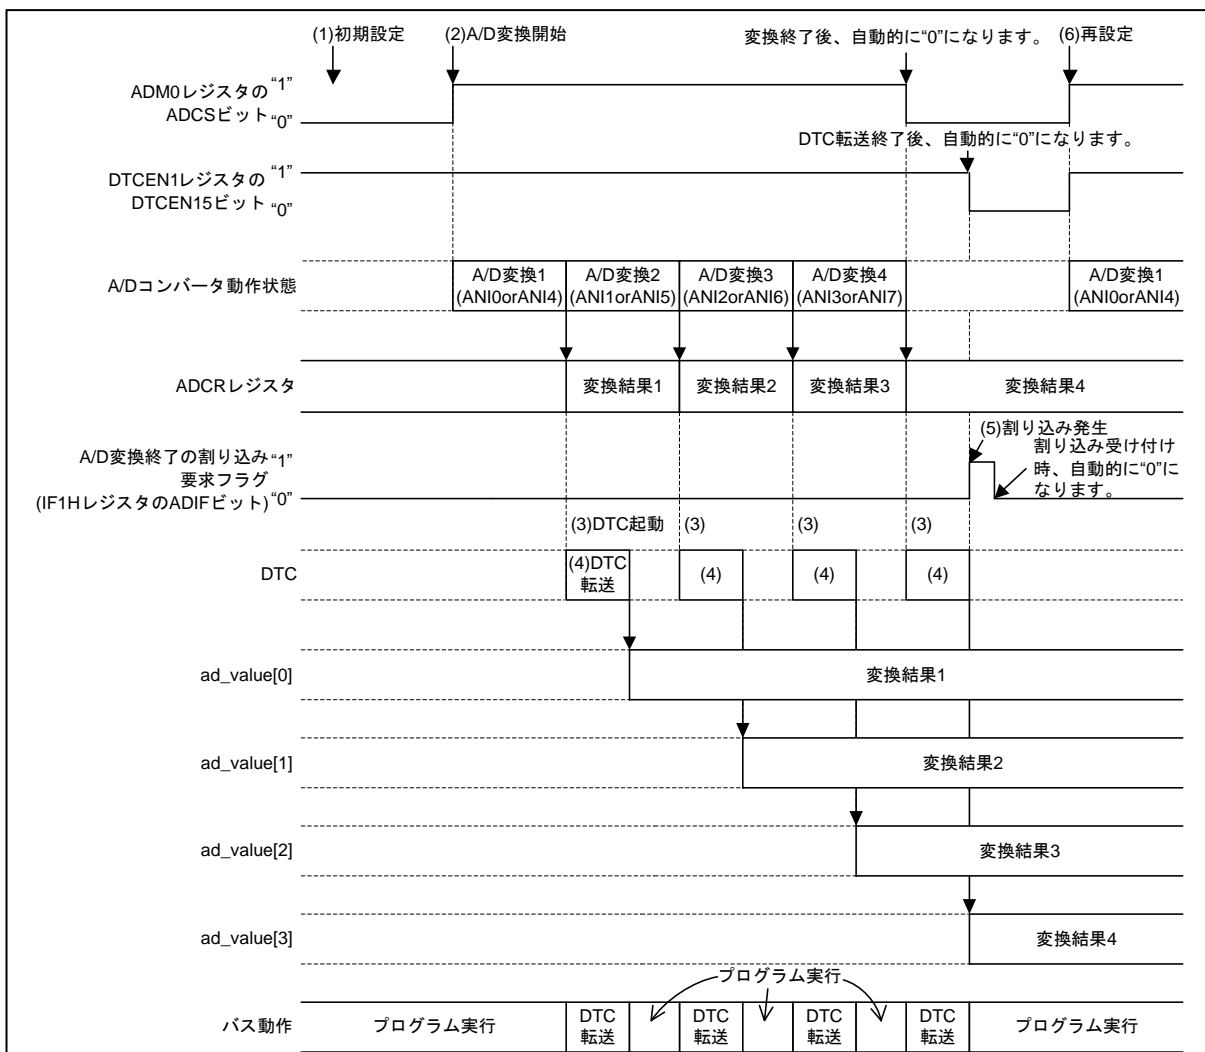 (1)初期設定
(2)A/D変換開始
変換終了後、自動的に“0”になります。
(6)再設定
ADM0レジスタの
ADCSビット
“1”
“0”
DTC転送終了後、自動的に“0”になります。
DTCEN1レジスタの
DTCEN15ビット
“1”
“0”
A/Dコンバータ動作状態
A/D変換1
(ANI0orANI4)
A/D変換2
(ANI1orANI5)
A/D変換3
(ANI2orANI6)
A/D変換4
(ANI3orANI7)
A/D変換1
(ANI0orANI4)
ADCRレジスタ
変換結果1
変換結果2
変換結果3
変換結果4
A/D変換終了の割り込み
要求フラグ
(IF1HレジスタのADIFビット)
“1”
“0”
(5)割り込み発生
割り込み受け付け
時、自動的に“0”に
なります。
(3)DTC起動
(3)
(3)
(3)
DTC
(4)DTC
転送
(4)
(4)
(4)
ad_value[0]
変換結果1
ad_value[1]
変換結果2
ad_value[2]
変換結果3
ad_value[3]
変換結果4
プログラム実行
バス動作
プログラム実行
DTC
転送
DTC
転送
DTC
転送
DTC
転送
プログラム実行